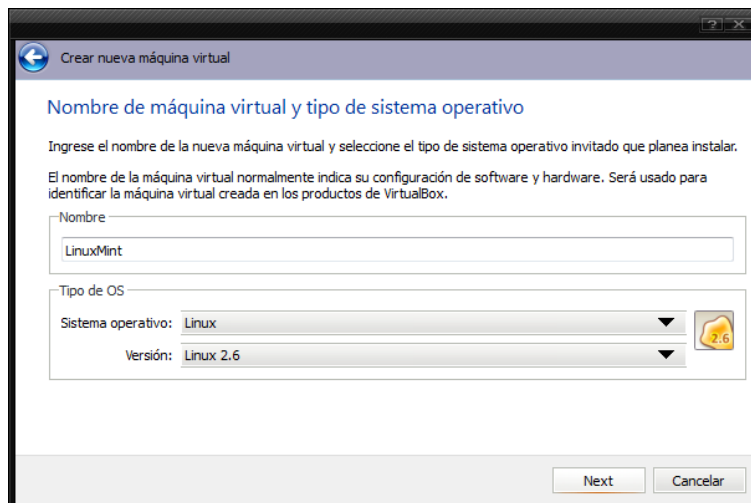 ?
Crear nueva máquina virtual
Nombre de máquina virtual y tipo de sistema operativo
Ingrese el nombre de la nueva máquina virtual y seleccione el tipo de sistema operativo invitado que planea instalar.
El nombre de la máquina virtual normalmente indica su configuración de software y hardware. Será usado para
identificar la máquina virtual creada en los productos de VirtualBox.
Nombre
LinuxMint
Tipo de OS
Sistema operativo: Linux
2.6
Versión: Linux 2.6
Next Cancelar